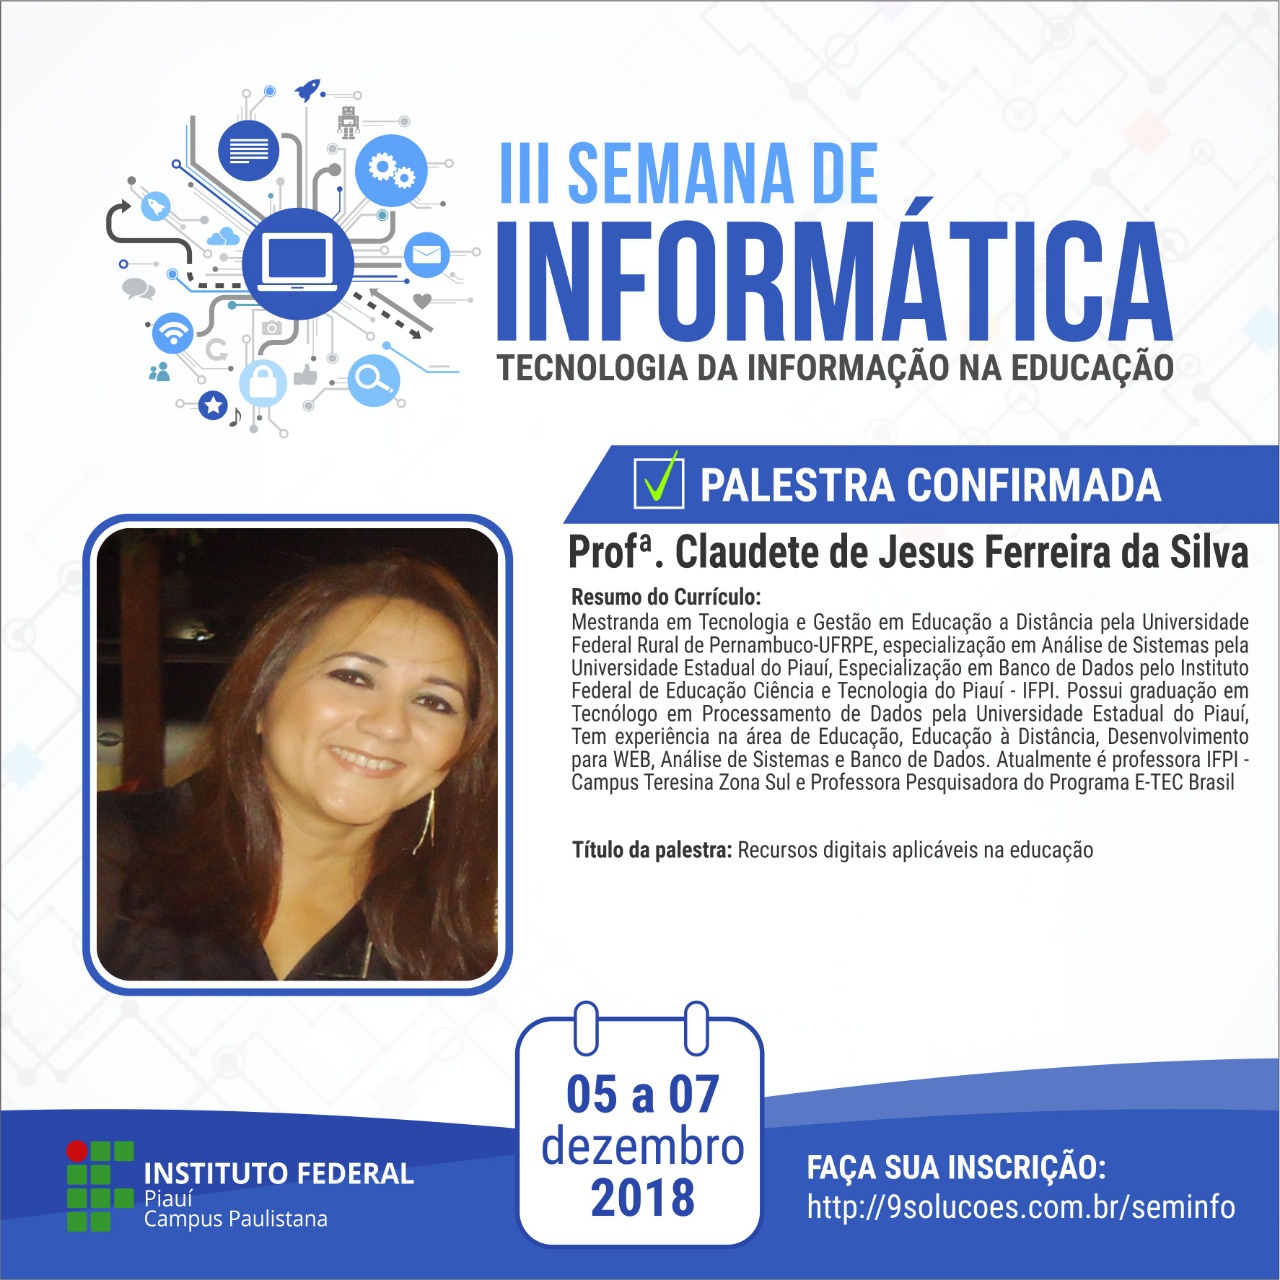 III SEMANA DE
INFORMÁTICA
TECNOLOGIA DA INFORMAÇÃO NA EDUCAÇÃO
PALESTRA CONFIRMADA
Profª. Claudete de Jesus Ferreira da Silva
Resumo do Currículo:
Mestranda em Tecnologia e Gestão em Educação a Distância pela Universidade
Federal Rural de Pernambuco-UFRPE, especialização em Análise de Sistemas pela
Universidade Estadual do Piauí, Especialização em Banco de Dados pelo Instituto
Federal de Educação Ciência e Tecnologia do Piauí - IFPI. Possui graduação em
Tecnólogo em Processamento de Dados pela Universidade Estadual do Piauí,
Tem experiência na área de Educação, Educação à Distância, Desenvolvimento
para WEB, Análise de Sistemas e Banco de Dados. Atualmente é professora IFPI -
Campus Teresina Zona Sul e Professora Pesquisadora do Programa E-TEC Brasil
Título da palestra: Recursos digitais aplicáveis na educação
05 a 07
dezembro
2018
INSTITUTO FEDERAL
Piauí
Campus Paulistana
FAÇA SUA INSCRIÇÃO:
http://9solucoes.com.br/seminfo